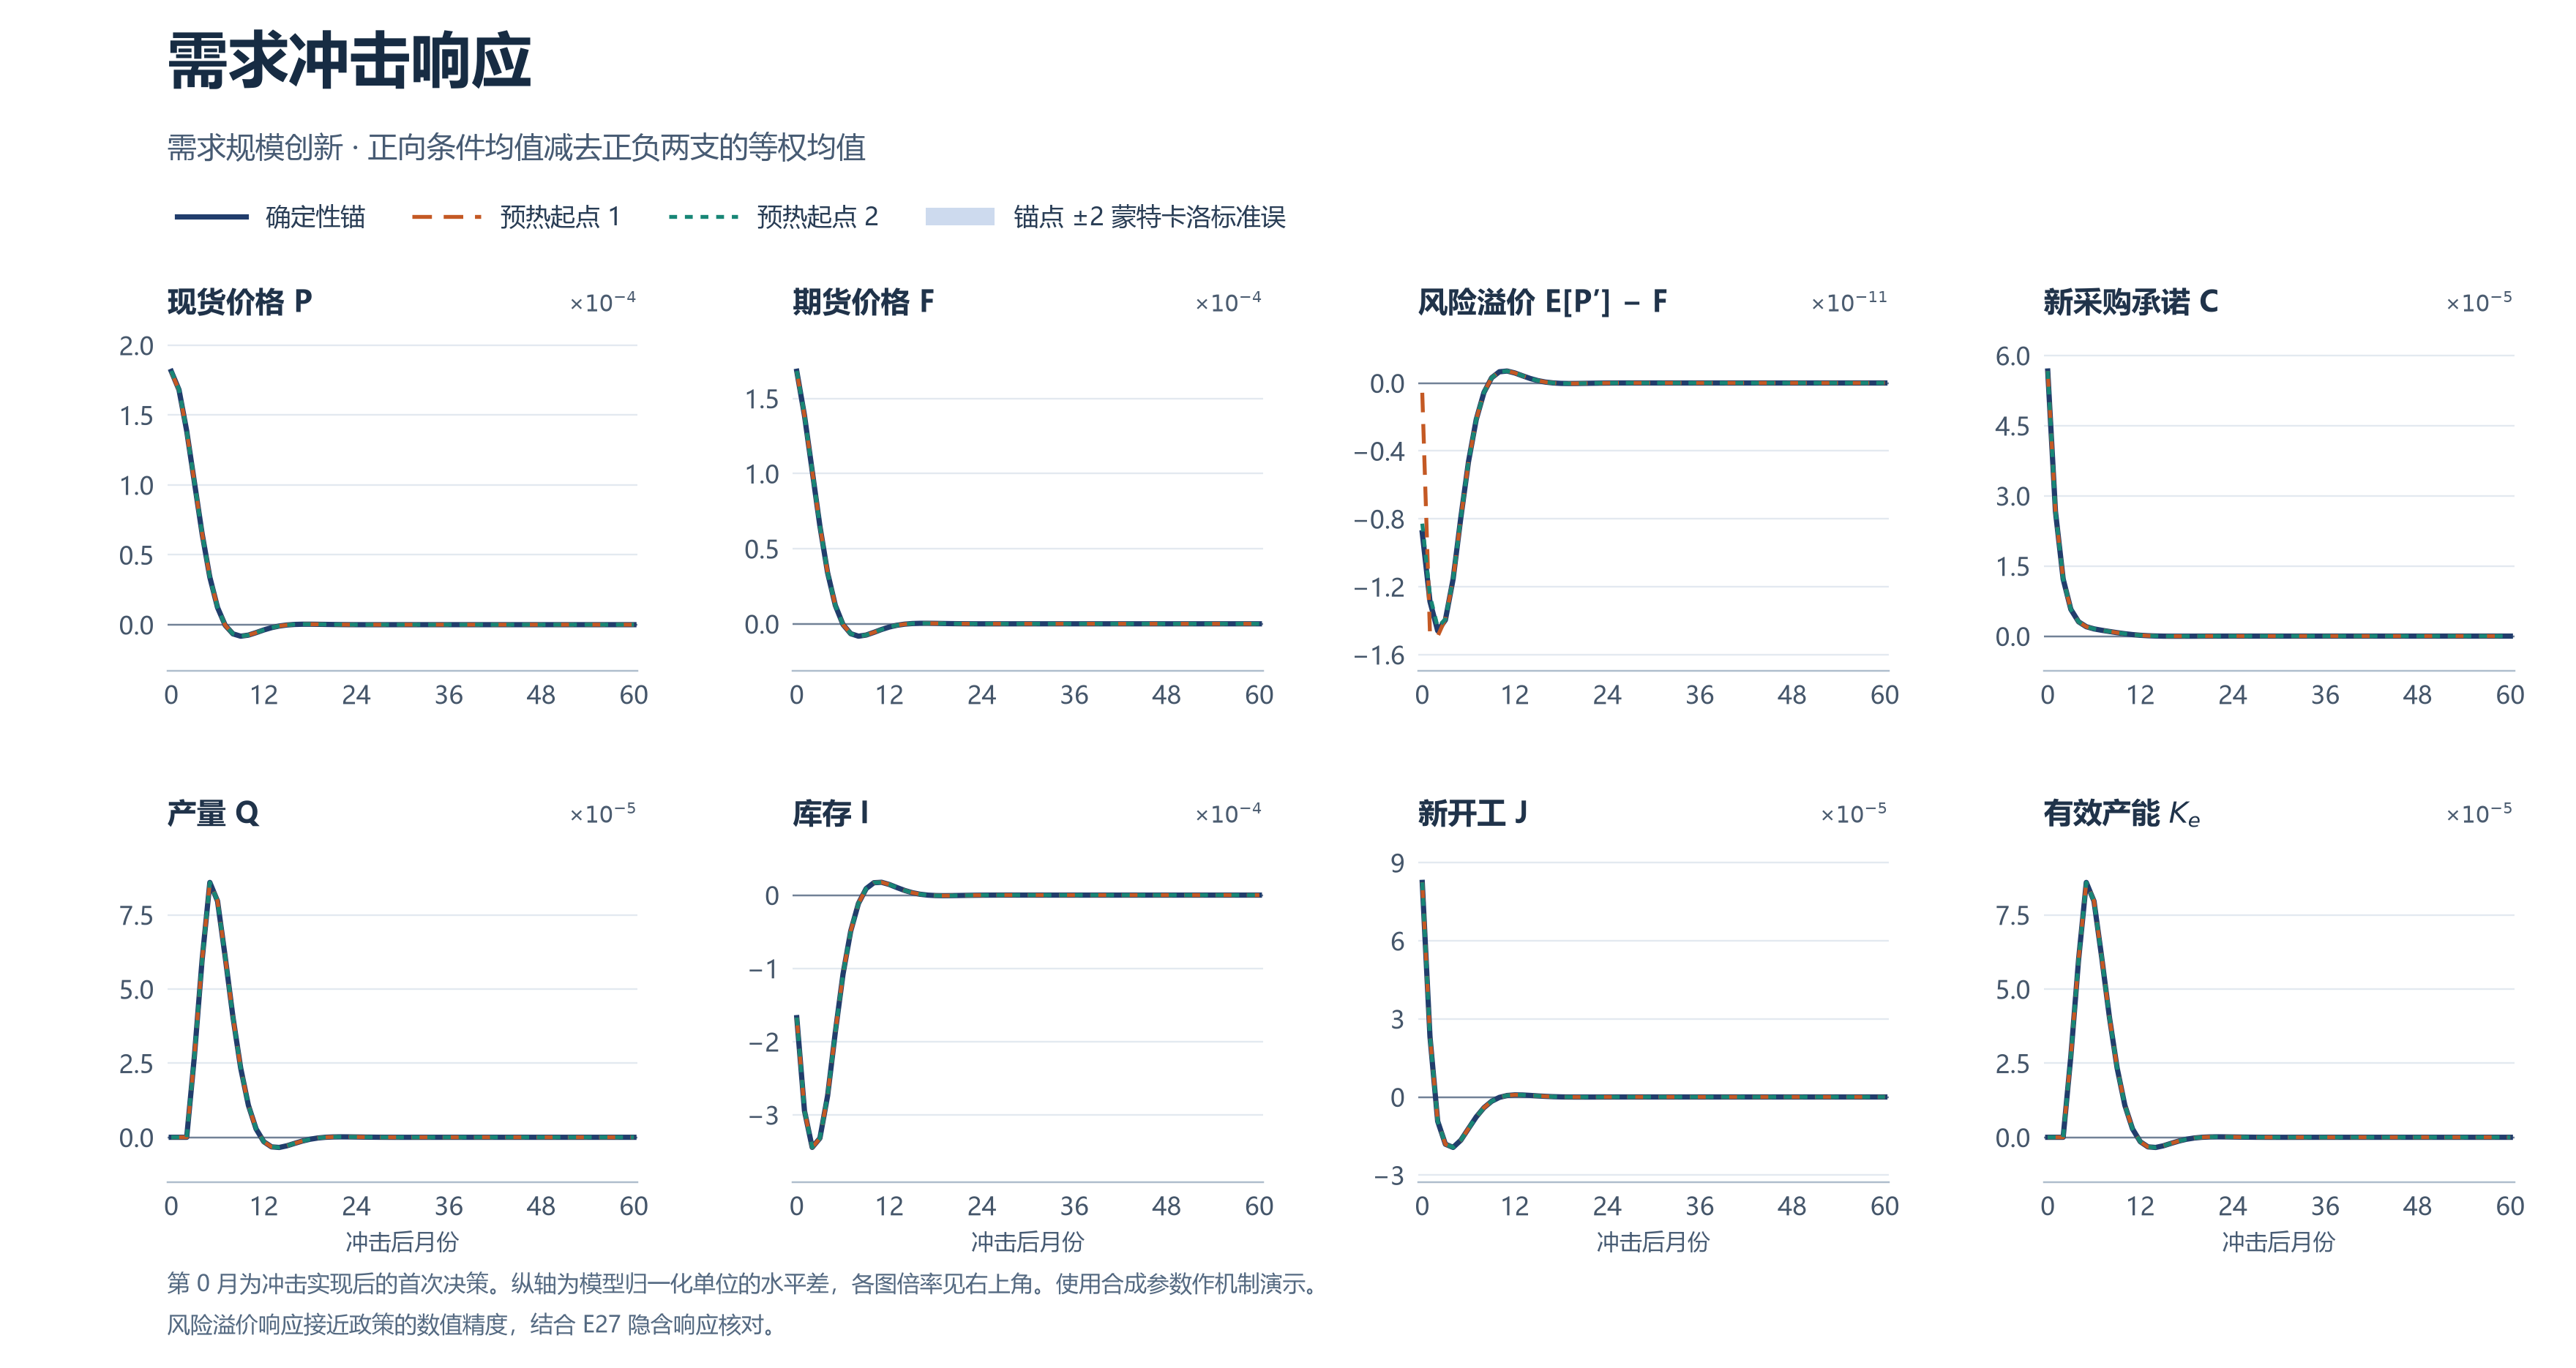 需求冲击响应
需求规模创新 · 正向条件均值减去正负两支的等权均值
确定性锚 预热起点 1 预热起点 2 锚点 ±2 蒙特卡洛标准误
现货价格 P ×10⁻⁴
2.0
1.5
1.0
0.5
0.0
0 12 24 36 48 60
期货价格 F ×10⁻⁴
1.5
1.0
0.5
0.0
0 12 24 36 48 60
风险溢价 E[P′] − F ×10⁻¹¹
0.0
−0.4
−0.8
−1.2
−1.6
0 12 24 36 48 60
新采购承诺 C ×10⁻⁵
6.0
4.5
3.0
1.5
0.0
0 12 24 36 48 60
产量 Q ×10⁻⁵
7.5
5.0
2.5
0.0
0 12 24 36 48 60
冲击后月份
库存 I ×10⁻⁴
0
−1
−2
−3
0 12 24 36 48 60
冲击后月份
新开工 J ×10⁻⁵
9
6
3
0
−3
0 12 24 36 48 60
冲击后月份
有效产能 Kₑ ×10⁻⁵
7.5
5.0
2.5
0.0
0 12 24 36 48 60
冲击后月份
第 0 月为冲击实现后的首次决策。纵轴为模型归一化单位的水平差，各图倍率见右上角。使用合成参数作机制演示。
风险溢价响应接近政策的数值精度，结合 E27 隐含响应核对。